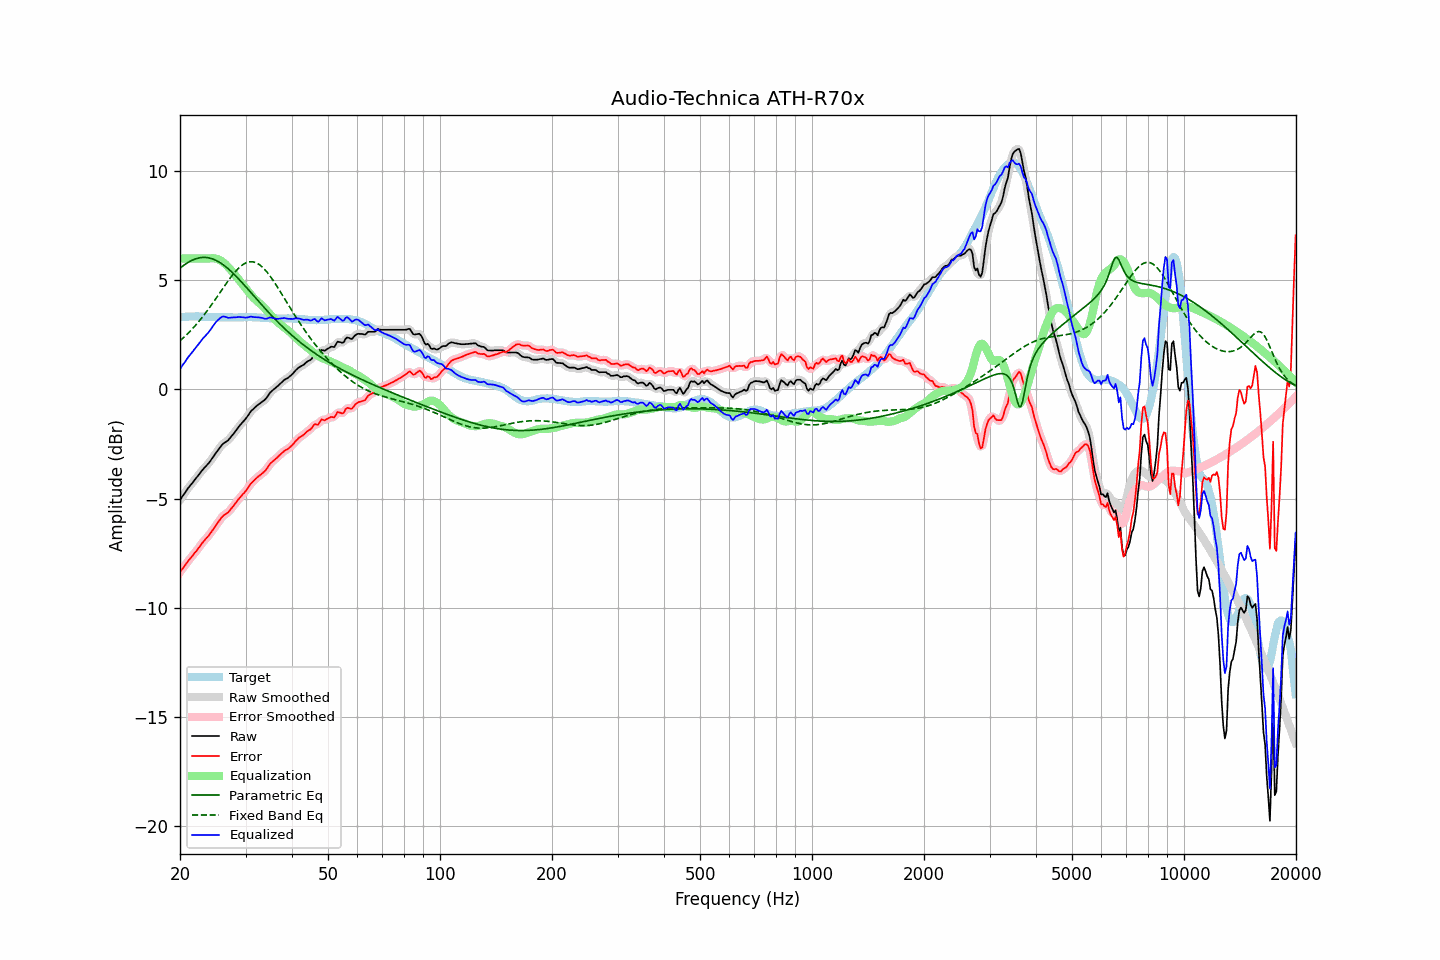 Audio-Technica ATH-R70x
Amplitude (dBr)
10
5
0
−5
−10
−15
−20
Target
Raw Smoothed
Error Smoothed
Raw
Error
Equalization
Parametric Eq
Fixed Band Eq
Equalized
20 50 100 200 500 1000 2000 5000 10000 20000
Frequency (Hz)